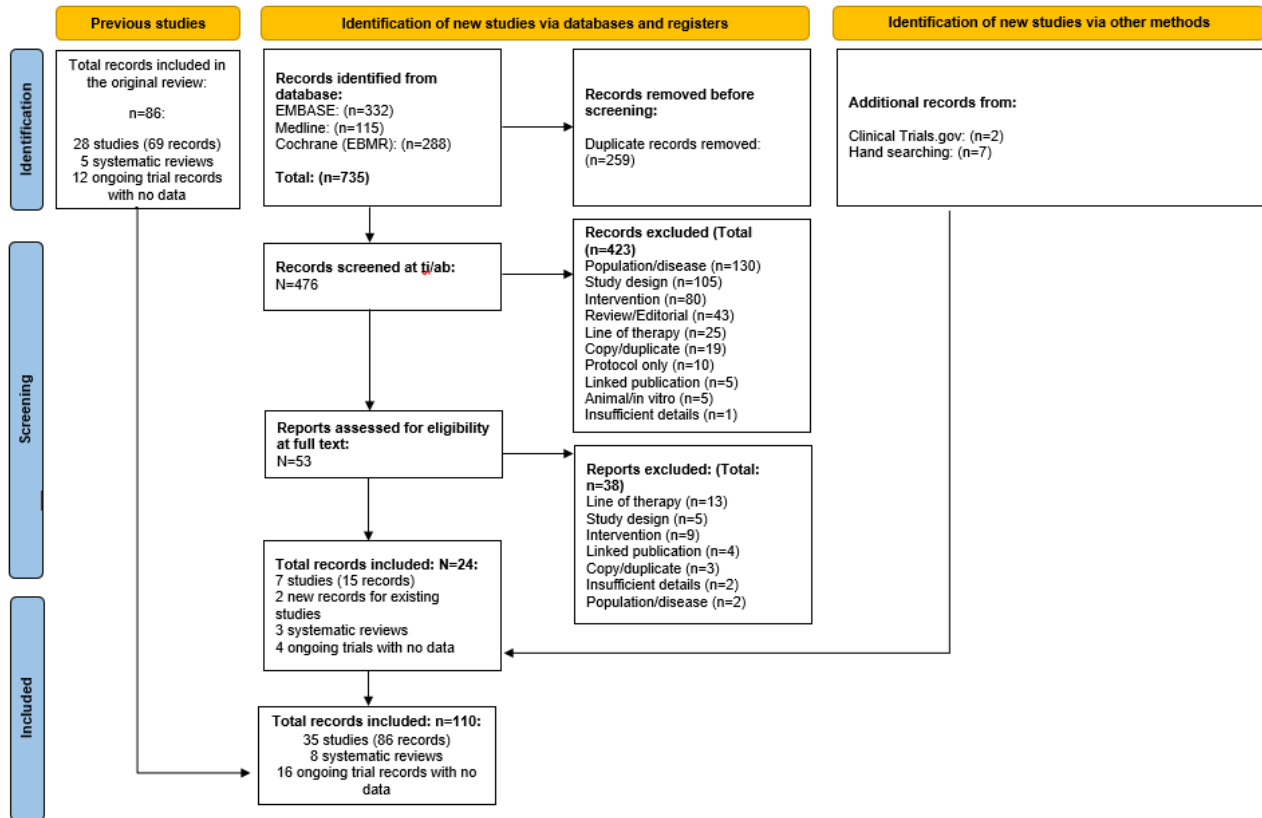 Previous studies
Identification of new studies via databases and registers
Identification of new studies via other methods
Identification
Total records included in
the original review:
n=86:
28 studies (69 records)
5 systematic reviews
12 ongoing trial records
with no data
Records identified from
database:
EMBASE: (n=332)
Medline: (n=115)
Cochrane (EBMR): (n=288)
Total: (n=735)
Records removed before
screening:
Duplicate records removed:
(n=259)
Additional records from:
Clinical Trials.gov: (n=2)
Hand searching: (n=7)
Screening
Records screened at ti/ab:
N=476
Records excluded (Total
(n=423)
Population/disease (n=130)
Study design (n=105)
Intervention (n=80)
Review/Editorial (n=43)
Line of therapy (n=25)
Copy/duplicate (n=19)
Protocol only (n=10)
Linked publication (n=5)
Animal/in vitro (n=5)
Insufficient details (n=1)
Reports assessed for eligibility
at full text:
N=53
Reports excluded: (Total:
n=38)
Line of therapy (n=13)
Study design (n=5)
Intervention (n=9)
Linked publication (n=4)
Copy/duplicate (n=3)
Insufficient details (n=2)
Population/disease (n=2)
Total records included: N=24:
7 studies (15 records)
2 new records for existing
studies
3 systematic reviews
4 ongoing trials with no data
Included
Total records included: n=110:
35 studies (86 records)
8 systematic reviews
16 ongoing trial records with no
data